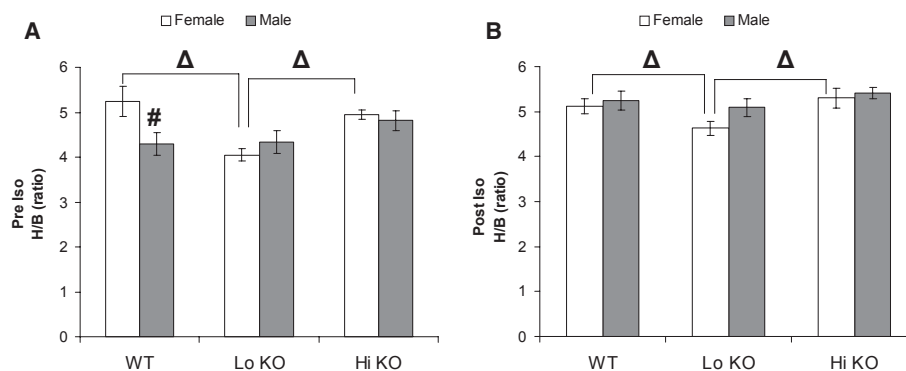 A
Female Male
Δ Δ
#
6
5
4
3
2
1
0
Pre Iso
H/B (ratio)
WT Lo KO Hi KO
B
Female Male
Δ Δ
6
5
4
3
2
1
0
Post Iso
H/B (ratio)
WT Lo KO Hi KO